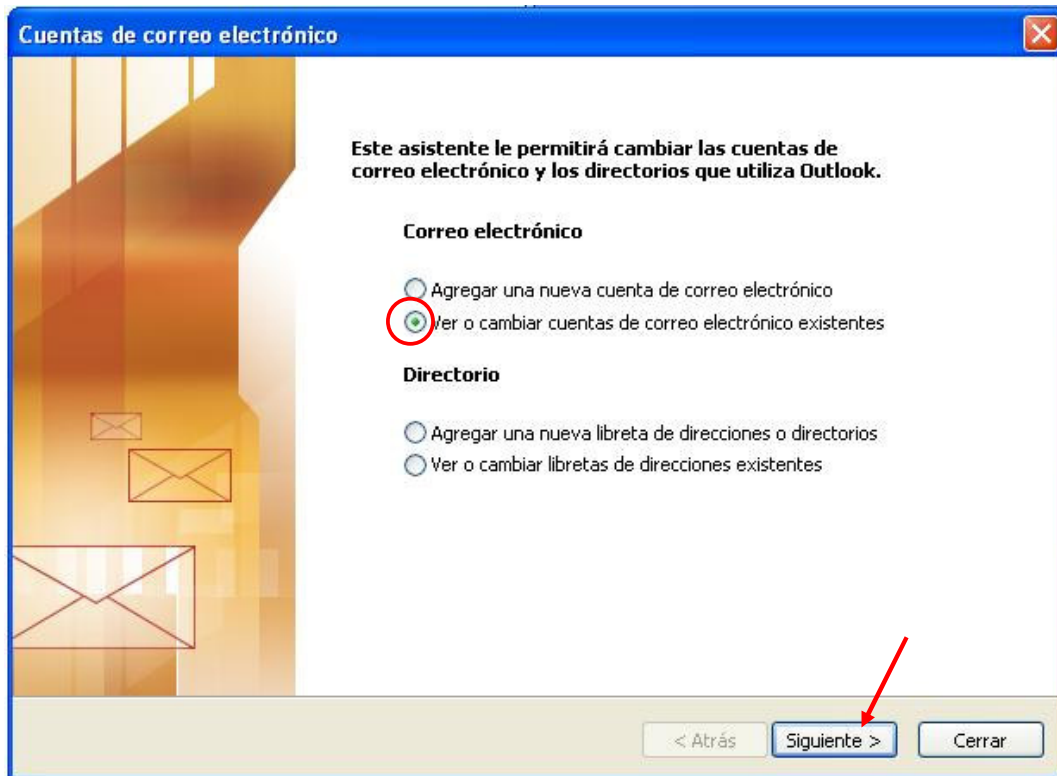 Cuentas de correo electrónico
Este asistente le permitirá cambiar las cuentas de
correo electrónico y los directorios que utiliza Outlook.
Correo electrónico
Agregar una nueva cuenta de correo electrónico
Ver o cambiar cuentas de correo electrónico existentes
Directorio
Agregar una nueva libreta de direcciones o directorios
Ver o cambiar libretas de direcciones existentes
< Atrás Siguiente > Cerrar